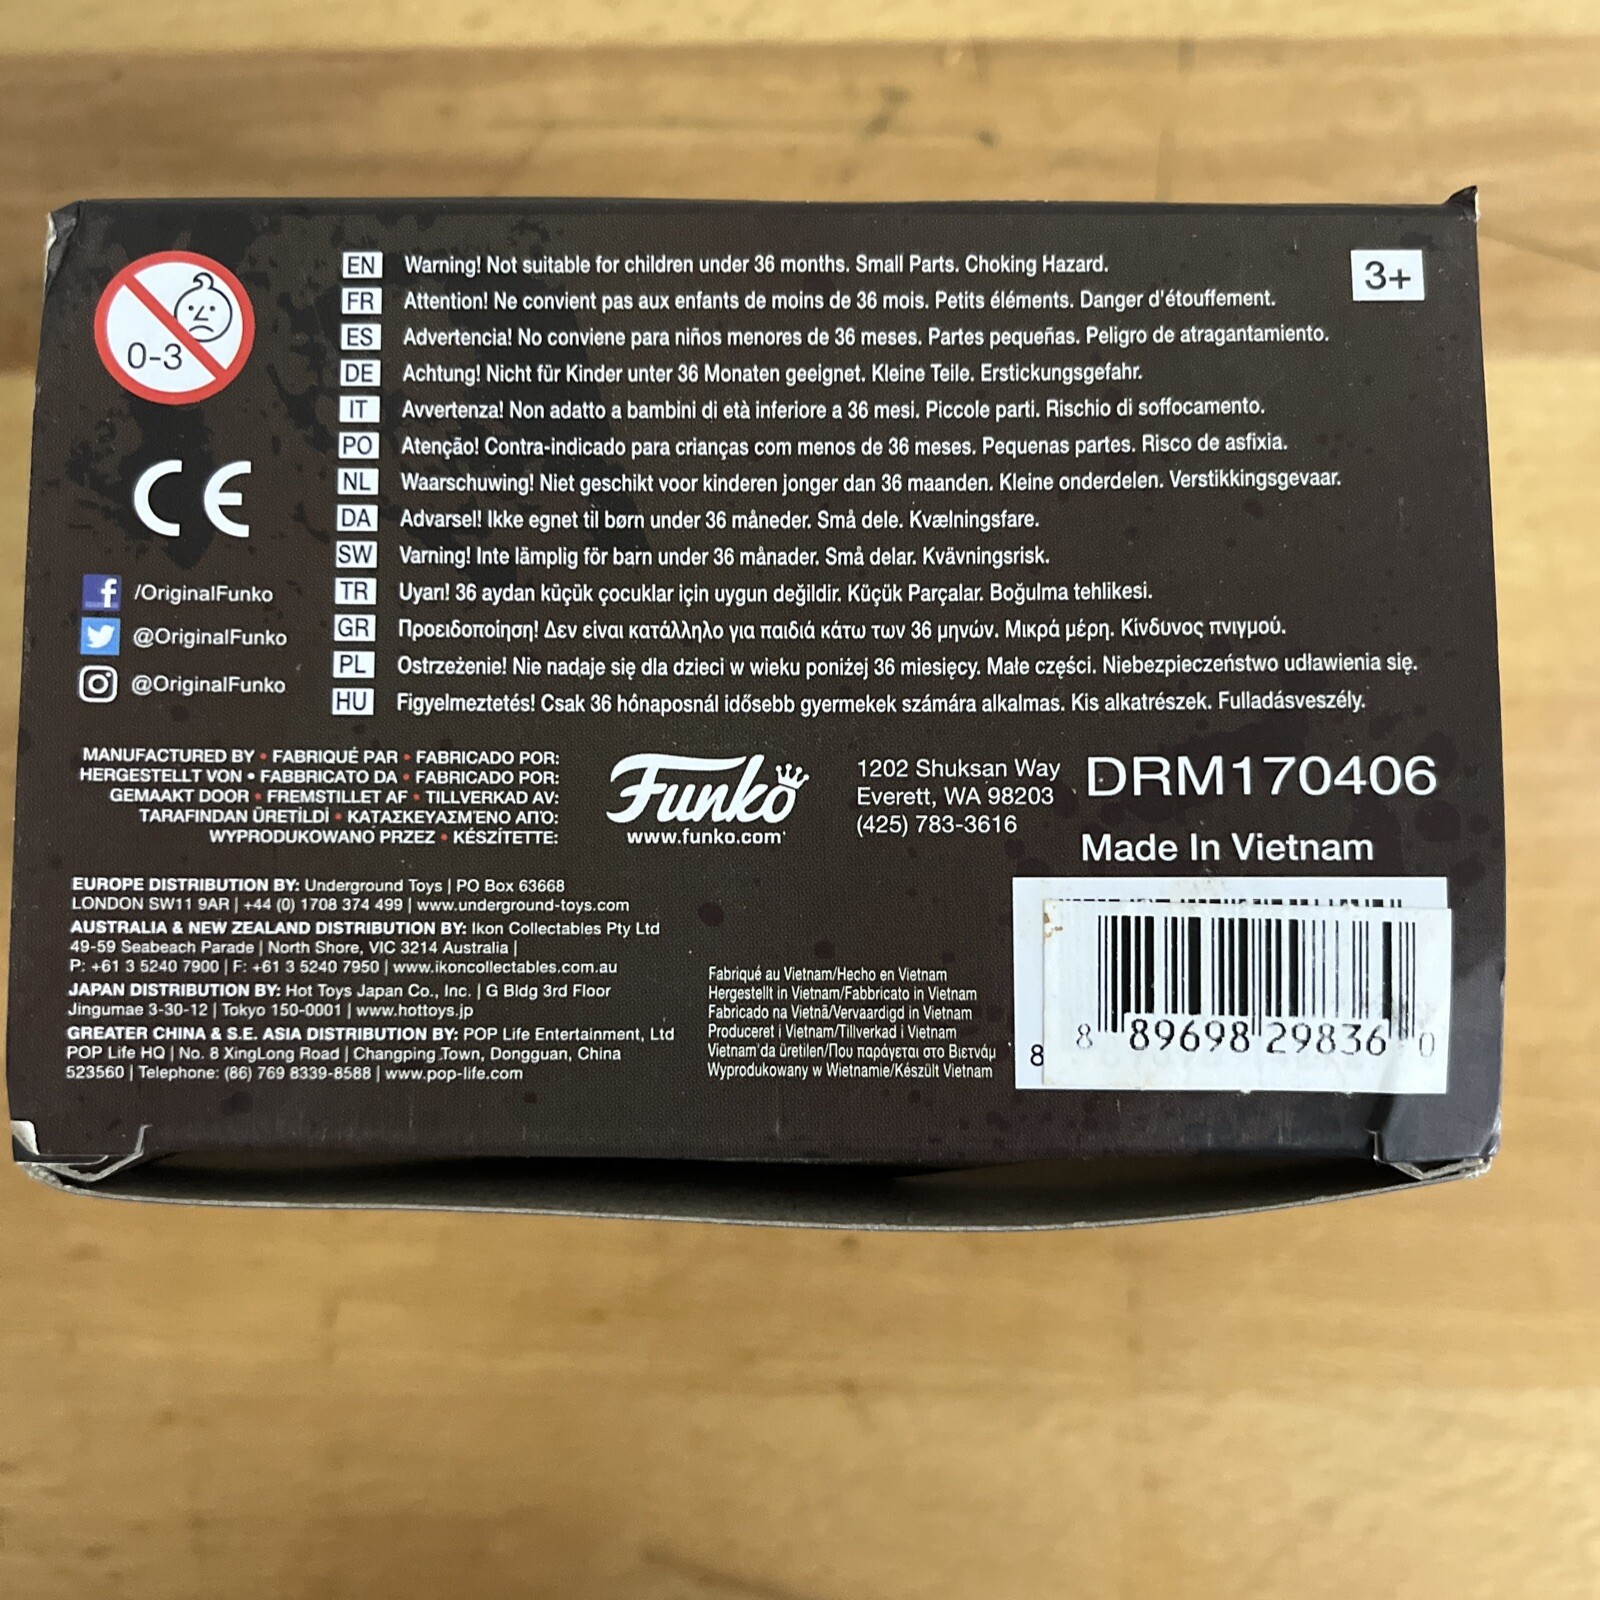 0-3
EN Warning! Not suitable for children under 36 months. Small Parts. Choking Hazard.
3+
FR Attention! Ne convient pas aux enfants de moins de 36 mois. Petits éléments. Danger d'étouffement.
ES Advertencia! No conviene para niños menores de 36 meses. Partes pequeñas. Peligro de atragantamiento.
DE Achtung! Nicht für Kinder unter 36 Monaten geeignet. Kleine Teile. Erstickungsgefahr.
IT Avvertenza! Non adatto a bambini di età inferiore a 36 mesi. Piccole parti. Rischio di soffocamento.
PO Atenção! Contra-indicado para crianças com menos de 36 meses. Pequenas partes. Risco de asfixia.
NL Waarschuwing! Niet geschikt voor kinderen jonger dan 36 maanden. Kleine onderdelen. Verstikkingsgevaar.
DA Advarsel! Ikke egnet til børn under 36 måneder. Små dele. Kvælningsfare.
SW Varning! Inte lämplig för barn under 36 månader. Små delar. Kvävningsrisk.
TR Uyarı! 36 aydan küçük çocuklar için uygun değildir. Küçük Parçalar. Boğulma tehlikesi.
GR Προειδοποίηση! Δεν είναι κατάλληλο για παιδιά κάτω των 36 μηνών. Μικρά μέρη. Κίνδυνος πνιγμού.
PL Ostrzeżenie! Nie nadaje się dla dzieci w wieku poniżej 36 miesięcy. Małe części. Niebezpieczeństwo udławienia się.
HU Figyelmeztetés! Csak 36 hónaposnál idősebb gyermekek számára alkalmas. Kis alkatrészek. Fulladásveszély.
CE
/OriginalFunko
@OriginalFunko
@OriginalFunko
MANUFACTURED BY • FABRIQUÉ PAR • FABRICADO POR:
HERGESTELLT VON • FABBRICATO DA • FABRICADO POR:
GEMAAKT DOOR • FREMSTILLET AF • TILLVERKAD AV:
TARAFINDAN ÜRETİLDİ • ΚΑΤΑΣΚΕΥΑΣΜΈΝΟ ΑΠΌ:
WYPRODUKOWANO PRZEZ • KÉSZÍTETTE:
Funko
www.funko.com
1202 Shuksan Way
Everett, WA 98203
(425) 783-3616
DRM170406
Made In Vietnam
EUROPE DISTRIBUTION BY: Underground Toys | PO Box 63668
LONDON SW11 9AR | +44 (0) 1708 374 499 | www.underground-toys.com
AUSTRALIA & NEW ZEALAND DISTRIBUTION BY: Ikon Collectables Pty Ltd
49-59 Seabeach Parade | North Shore, VIC 3214 Australia |
P: +61 3 5240 7900 | F: +61 3 5240 7950 | www.ikoncollectables.com.au
JAPAN DISTRIBUTION BY: Hot Toys Japan Co., Inc. | G Bldg 3rd Floor
Jingumae 3-30-12 | Tokyo 150-0001 | www.hottoys.jp
GREATER CHINA & S.E. ASIA DISTRIBUTION BY: POP Life Entertainment, Ltd
POP Life HQ | No. 8 XingLong Road | Changping Town, Dongguan, China
523560 | Telephone: (86) 769 8339-8588 | www.pop-life.com
Fabriqué au Vietnam/Hecho en Vietnam
Hergestellt in Vietnam/Fabbricato in Vietnam
Fabricado na Vietnã/Vervaardigd in Vietnam
Produceret i Vietnam/Tillverkad i Vietnam
Vietnam'da üretilen/Που παράγεται στο Βιετνάμ
Wyprodukowany w Wietnamie/Készült Vietnam
8
8 89698 29836 0